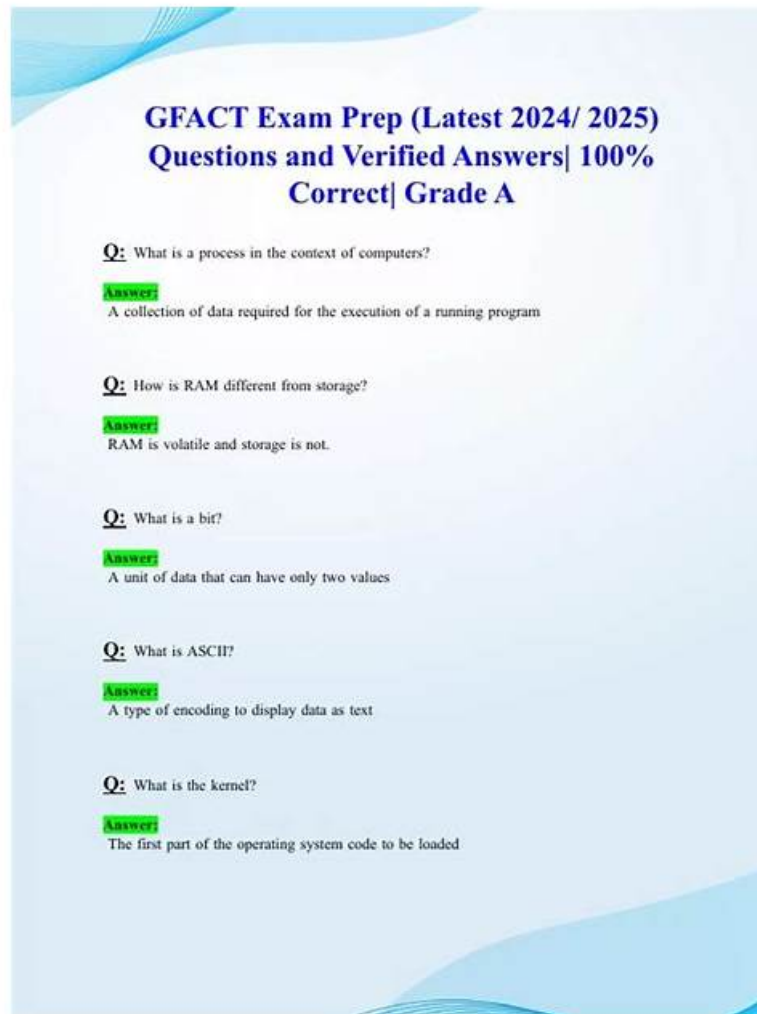 GFACT Exam Prep (Latest 2024/ 2025)
Questions and Verified Answers| 100%
Correct| Grade A
Q: What is a process in the context of computers?
Answer:
A collection of data required for the execution of a running program
Q: How is RAM different from storage?
Answer:
RAM is volatile and storage is not.
Q: What is a bit?
Answer:
A unit of data that can have only two values
Q: What is ASCII?
Answer:
A type of encoding to display data as text
Q: What is the kernel?
Answer:
The first part of the operating system code to be loaded